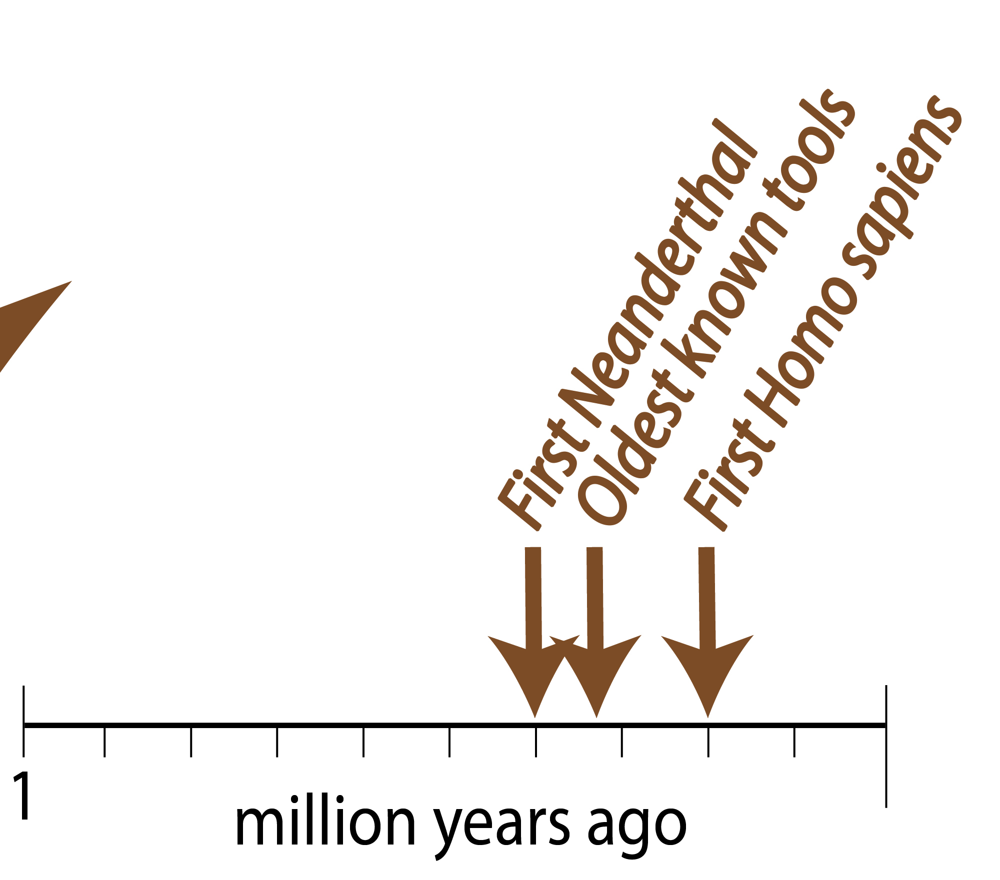 First Neanderthal
Oldest known tools
First Homo sapiens
1
million years ago